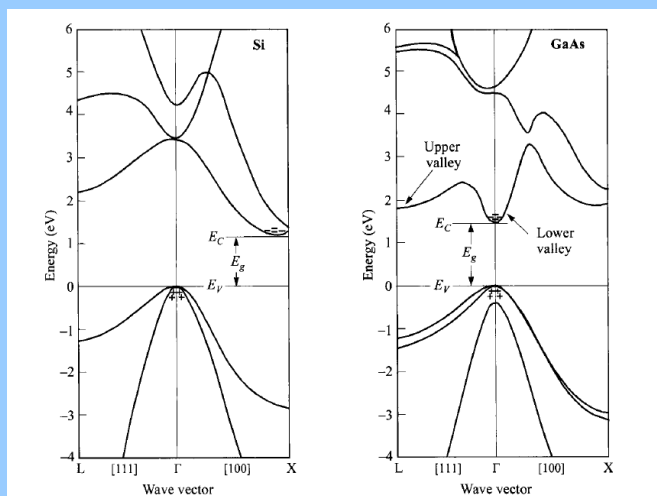 Si
6
5
4
3
2
1
0
−1
−2
−3
−4
Energy (eV)
E_C
E_g
E_V
L [111] Γ [100] X
Wave vector
GaAs
6
5
4
3
2
1
0
−1
−2
−3
−4
Energy (eV)
Upper
valley
Lower
valley
E_C
E_g
E_V
L [111] Γ [100] X
Wave vector